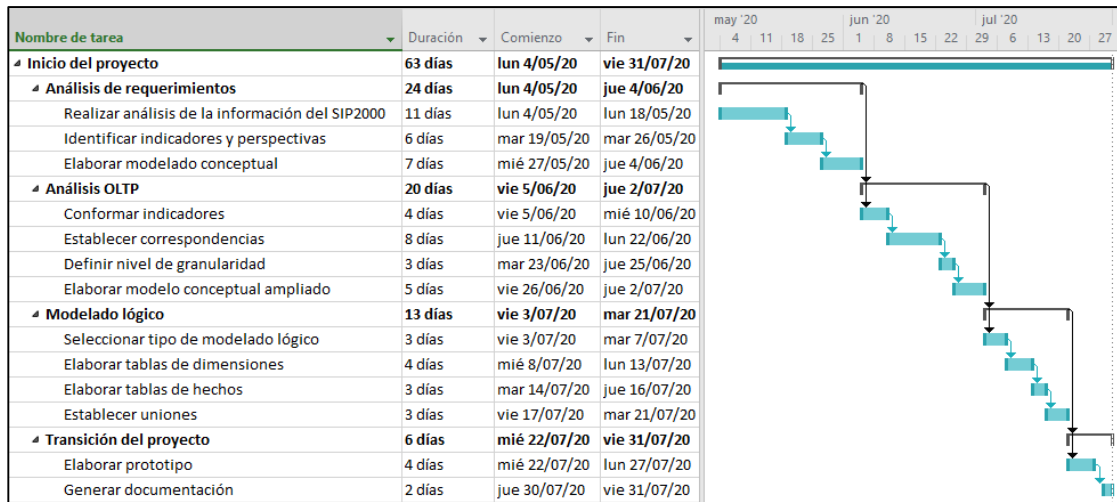 may '20 jun '20 jul '20
Nombre de tarea Duración Comienzo Fin 4 11 18 25 1 8 15 22 29 6 13 20 27
Inicio del proyecto 63 días lun 4/05/20 vie 31/07/20
Análisis de requerimientos 24 días lun 4/05/20 jue 4/06/20
Realizar análisis de la información del SIP2000 11 días lun 4/05/20 lun 18/05/20
Identificar indicadores y perspectivas 6 días mar 19/05/20 mar 26/05/20
Elaborar modelado conceptual 7 días mié 27/05/20 jue 4/06/20
Análisis OLTP 20 días vie 5/06/20 jue 2/07/20
Conformar indicadores 4 días vie 5/06/20 mié 10/06/20
Establecer correspondencias 8 días jue 11/06/20 lun 22/06/20
Definir nivel de granularidad 3 días mar 23/06/20 jue 25/06/20
Elaborar modelo conceptual ampliado 5 días vie 26/06/20 jue 2/07/20
Modelado lógico 13 días vie 3/07/20 mar 21/07/20
Seleccionar tipo de modelado lógico 3 días vie 3/07/20 mar 7/07/20
Elaborar tablas de dimensiones 4 días mié 8/07/20 lun 13/07/20
Elaborar tablas de hechos 3 días mar 14/07/20 jue 16/07/20
Establecer uniones 3 días vie 17/07/20 mar 21/07/20
Transición del proyecto 6 días mié 22/07/20 vie 31/07/20
Elaborar prototipo 4 días mié 22/07/20 lun 27/07/20
Generar documentación 2 días jue 30/07/20 vie 31/07/20